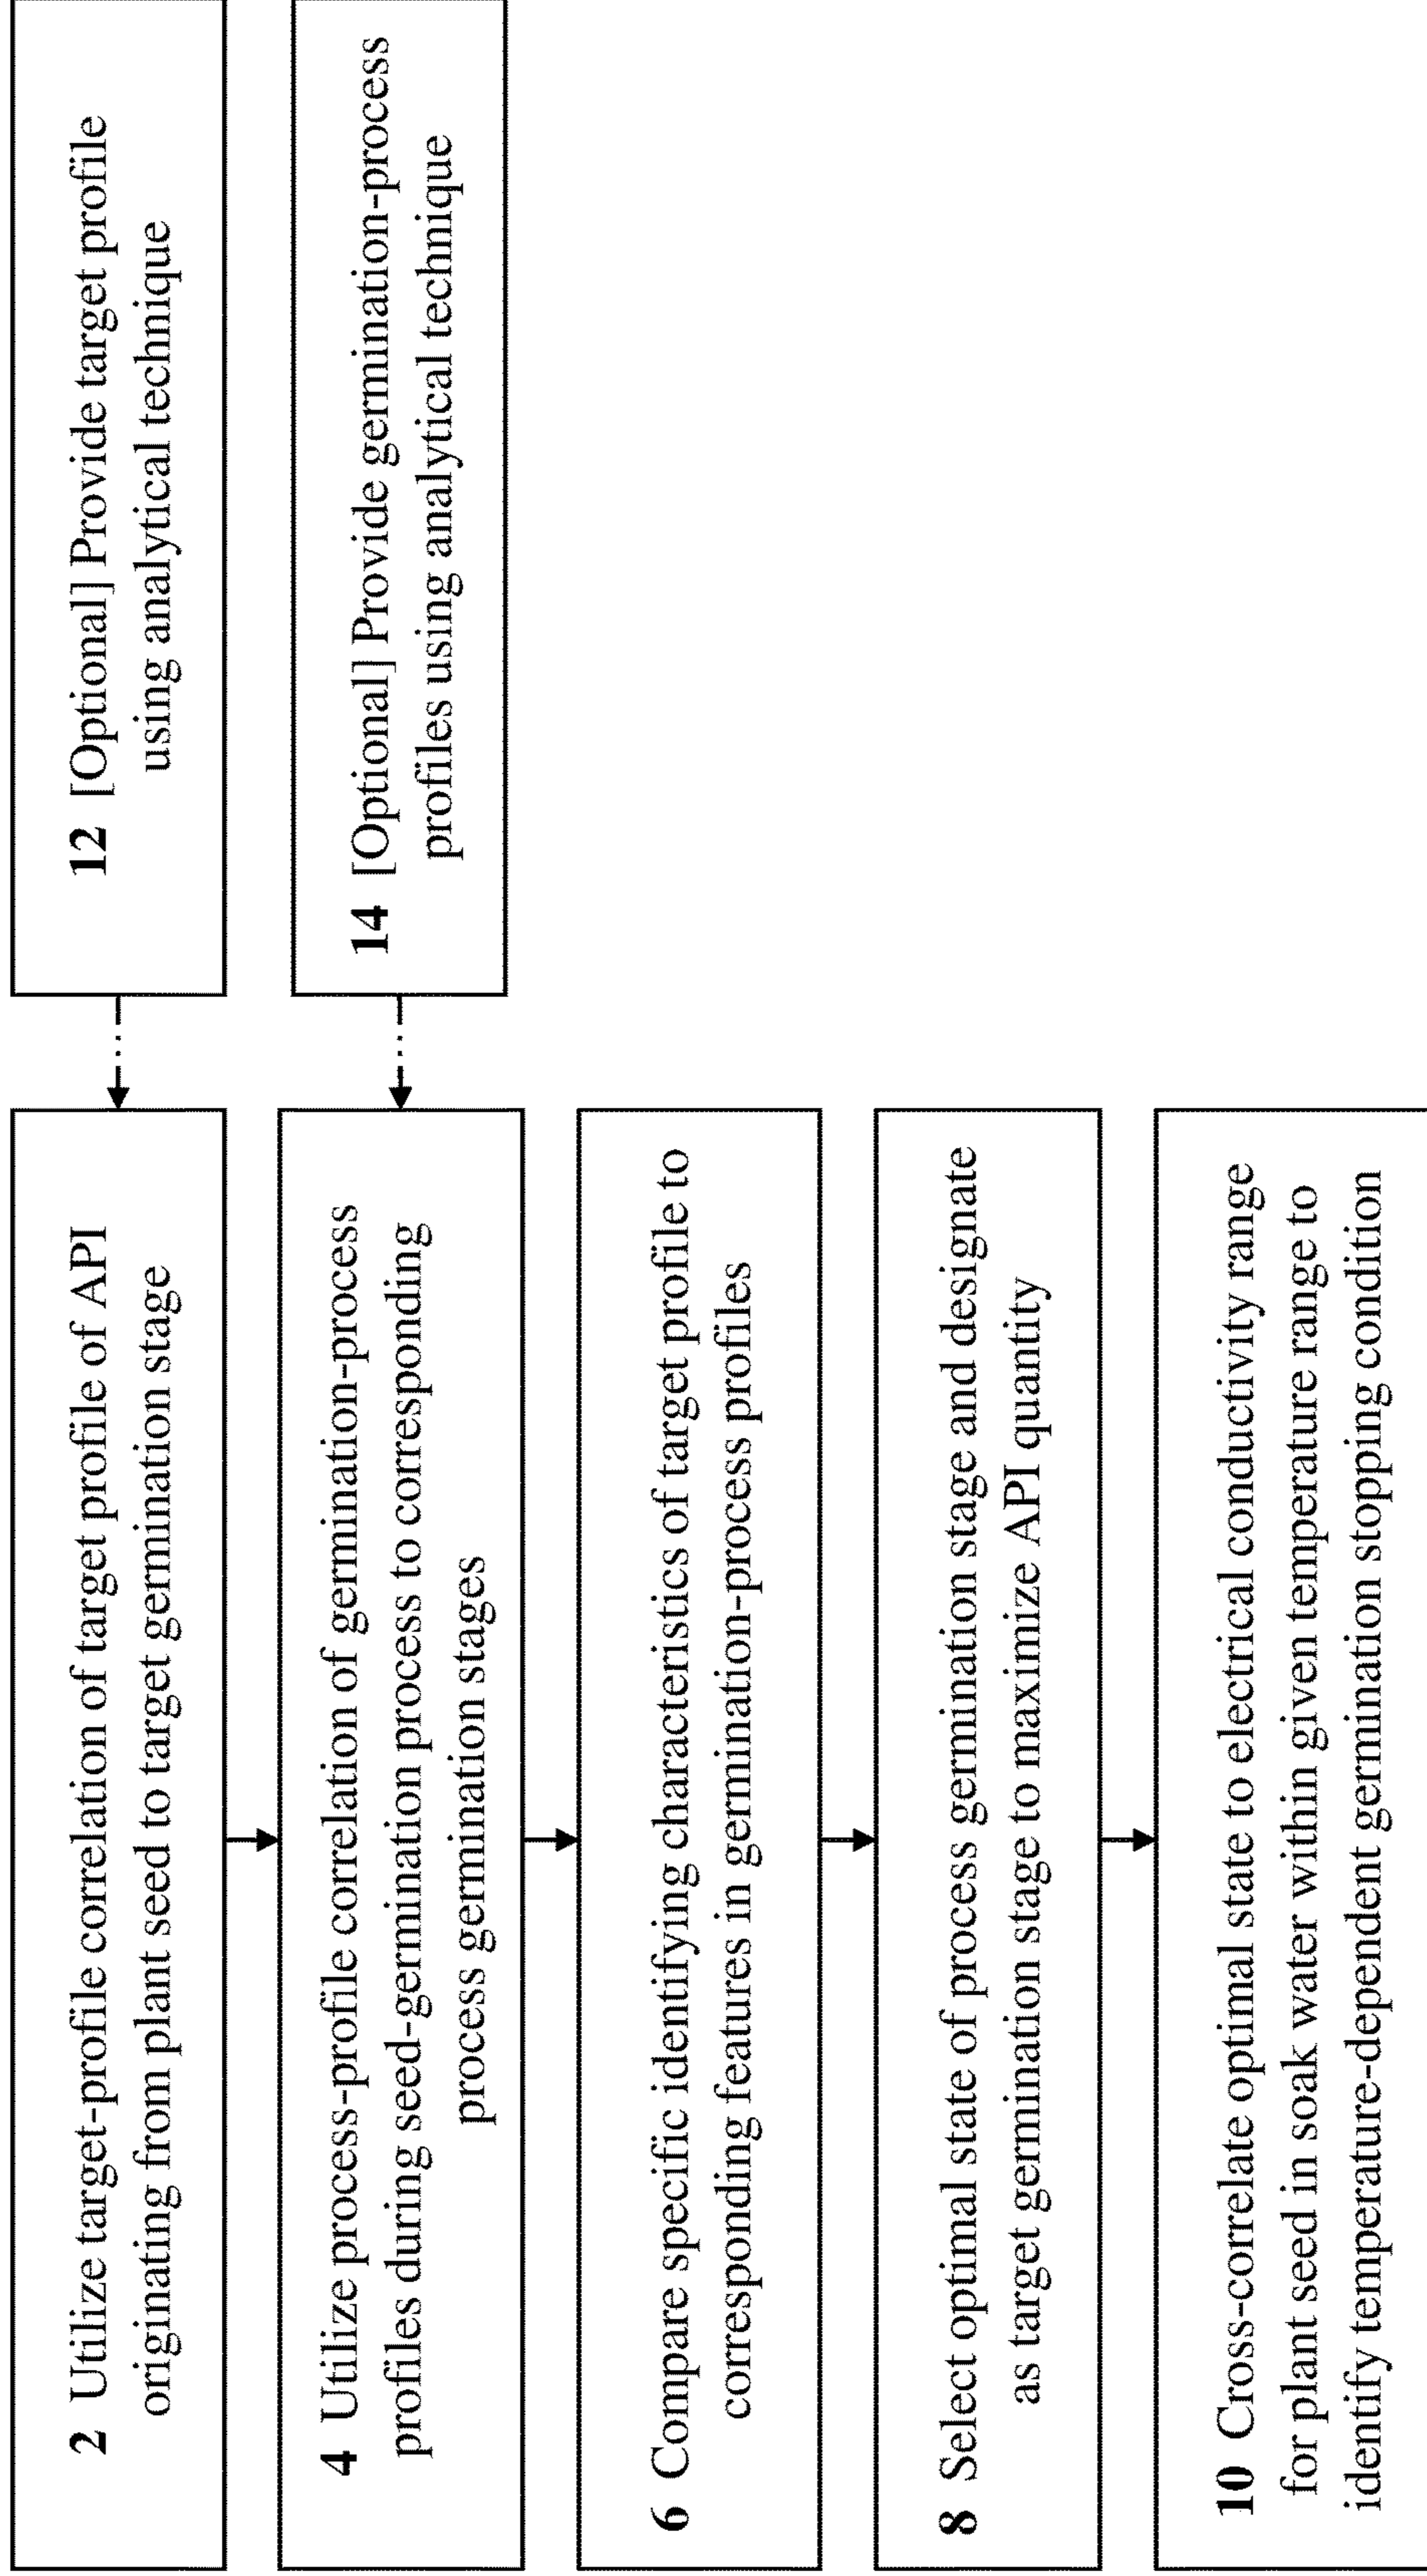 2 Utilize target-profile correlation of target profile of API
originating from plant seed to target germination stage
12 [Optional] Provide target profile
using analytical technique
4 Utilize process-profile correlation of germination-process
profiles during seed-germination process to corresponding
process germination stages
14 [Optional] Provide germination-process
profiles using analytical technique
6 Compare specific identifying characteristics of target profile to
corresponding features in germination-process profiles
8 Select optimal state of process germination stage and designate
as target germination stage to maximize API quantity
10 Cross-correlate optimal state to electrical conductivity range
for plant seed in soak water within given temperature range to
identify temperature-dependent germination stopping condition